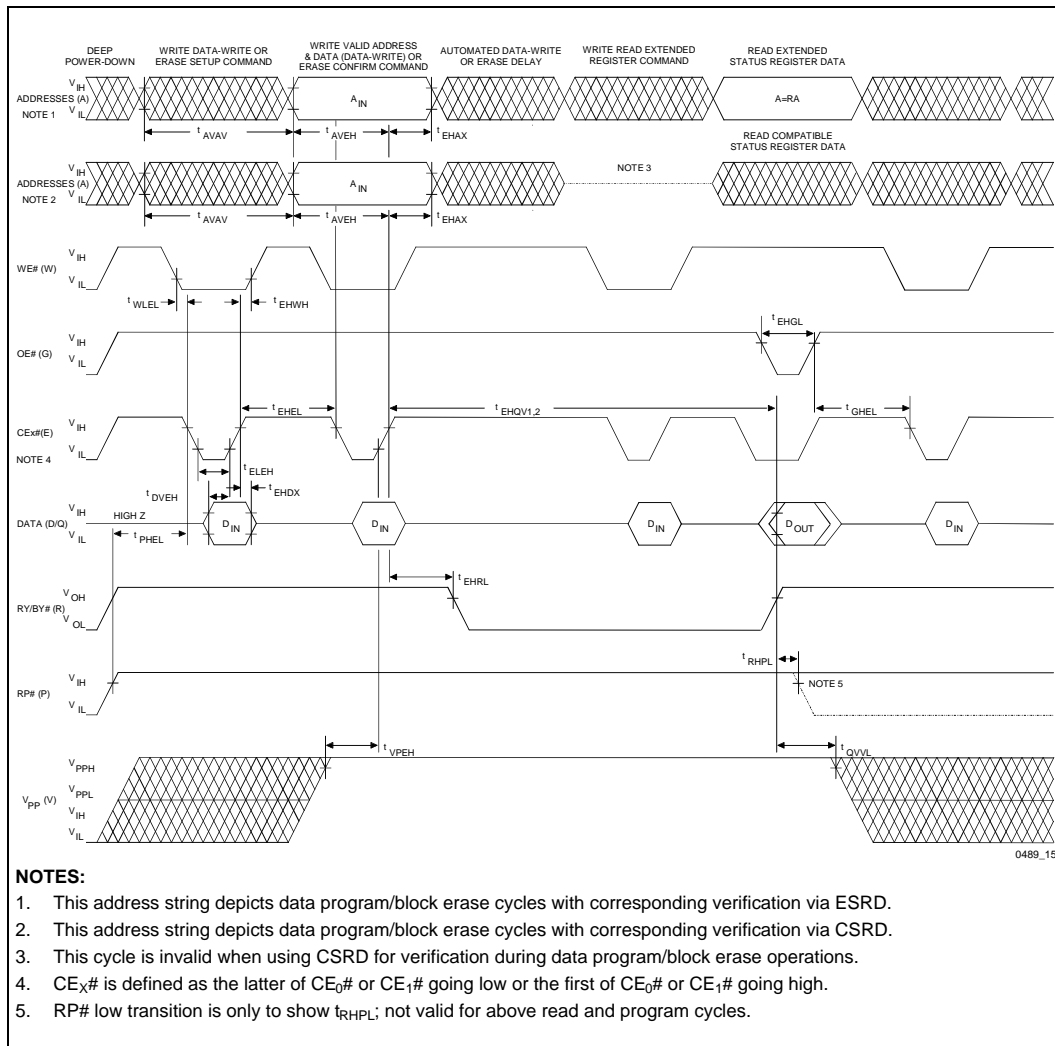 DEEP
POWER-DOWN
WRITE DATA-WRITE OR
ERASE SETUP COMMAND
WRITE VALID ADDRESS
& DATA (DATA-WRITE) OR
ERASE CONFIRM COMMAND
AUTOMATED DATA-WRITE
OR ERASE DELAY
WRITE READ EXTENDED
REGISTER COMMAND
READ EXTENDED
STATUS REGISTER DATA
V IH
ADDRESSES (A)
NOTE 1
V IL
A IN
A=RA
t AVAV
t AVEH
t EHAX
READ COMPATIBLE
STATUS REGISTER DATA
V IH
ADDRESSES (A)
NOTE 2
V IL
A IN
NOTE 3
t AVAV
t AVEH
t EHAX
WE# (W)
V IH
V IL
t WLEL
t EHWH
t EHGL
OE# (G)
V IH
V IL
t EHEL
t EHQV1,2
t GHEL
CEx#(E)
V IH
NOTE 4
V IL
t ELEH
t EHDX
t DVEH
DATA (D/Q)
V IH
V IL
HIGH Z
D IN
D IN
D IN
D OUT
D IN
t PHEL
t EHRL
RY/BY# (R)
V OH
V OL
t RHPL
RP# (P)
V IH
V IL
NOTE 5
t VPEH
t QVVL
V PP (V)
V PPH
V PPL
V IH
V IL
0489_15
NOTES:
1. This address string depicts data program/block erase cycles with corresponding verification via ESRD.
2. This address string depicts data program/block erase cycles with corresponding verification via CSRD.
3. This cycle is invalid when using CSRD for verification during data program/block erase operations.
4. CEX# is defined as the latter of CE0# or CE1# going low or the first of CE0# or CE1# going high.
5. RP# low transition is only to show tRHPL; not valid for above read and program cycles.